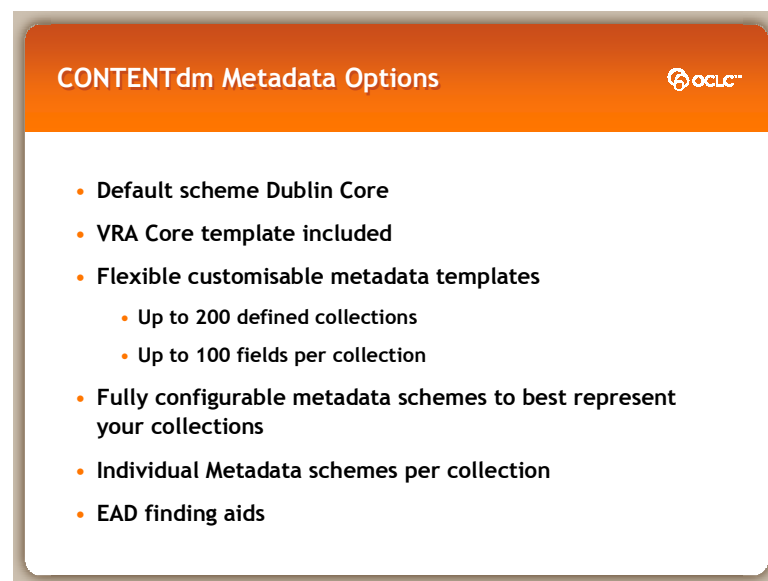 CONTENTdm Metadata Options
OCLC™
• Default scheme Dublin Core
• VRA Core template included
• Flexible customisable metadata templates
• Up to 200 defined collections
• Up to 100 fields per collection
• Fully configurable metadata schemes to best represent
your collections
• Individual Metadata schemes per collection
• EAD finding aids